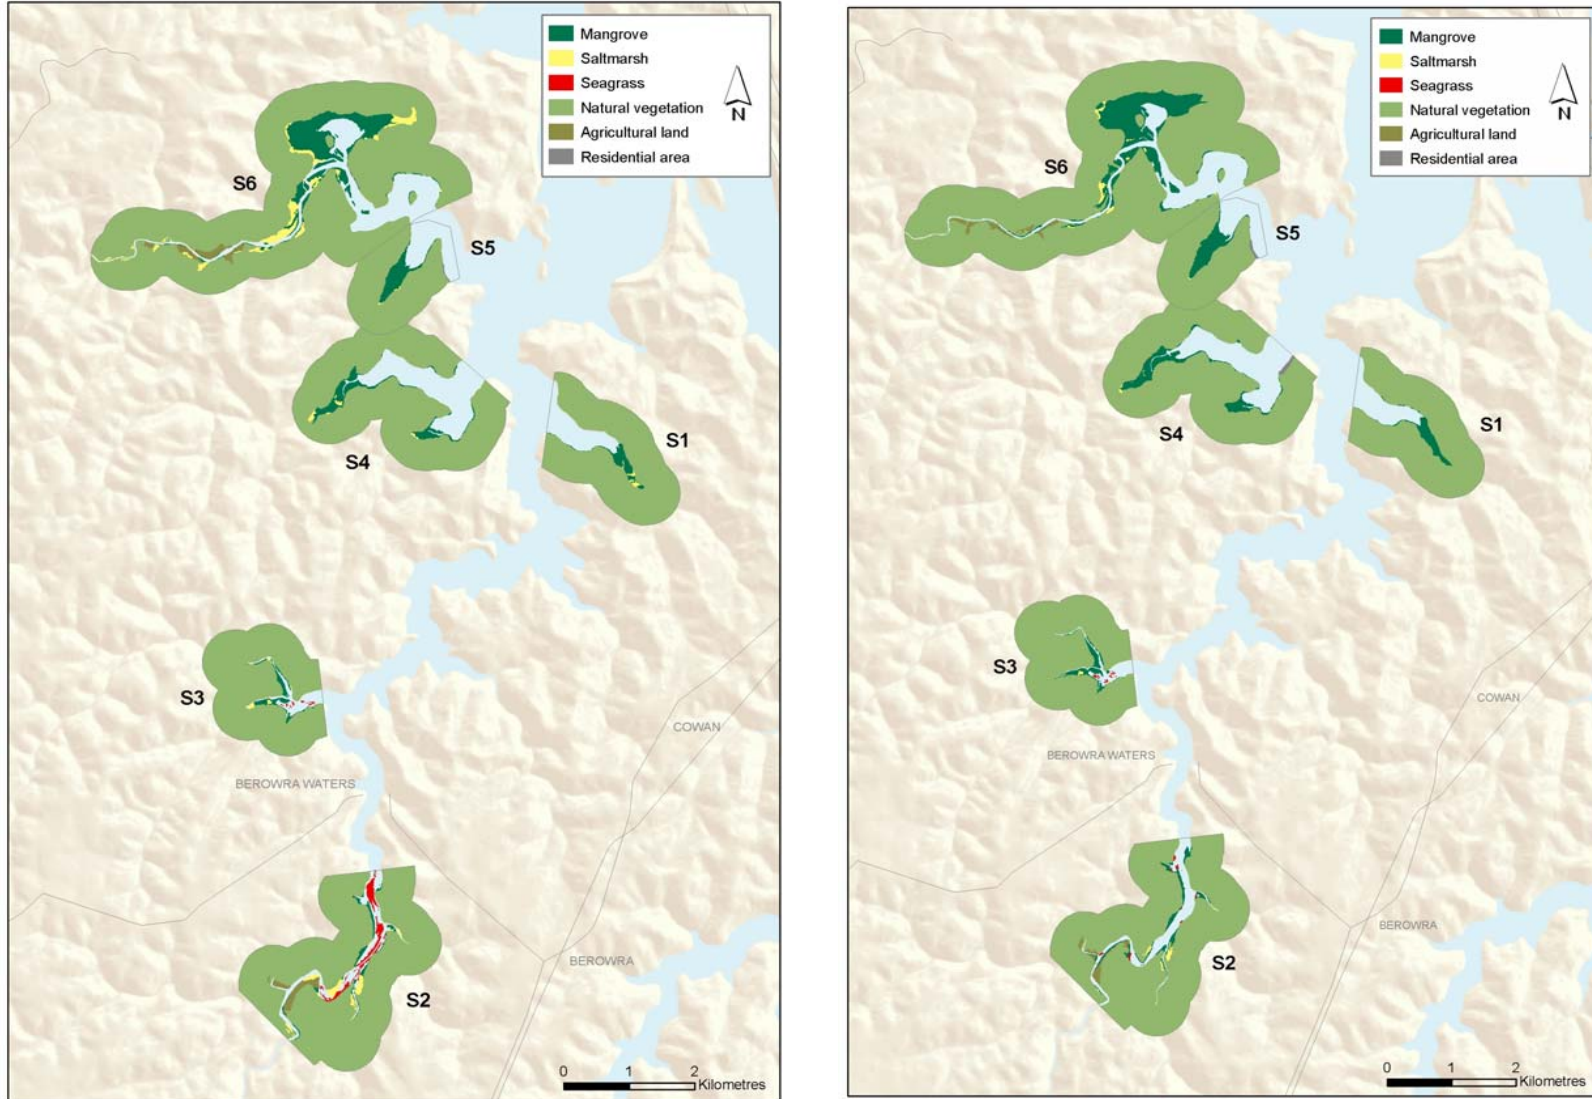 Mangrove
Saltmarsh
Seagrass
Natural vegetation
Agricultural land
Residential area
N
S6
S5
S4
S1
S3
COWAN
BEROWRA WATERS
BEROWRA
S2
0 1 2
Kilometres
Mangrove
Saltmarsh
Seagrass
Natural vegetation
Agricultural land
Residential area
N
S6
S5
S4
S1
S3
COWAN
BEROWRA WATERS
BEROWRA
S2
0 1 2
Kilometres